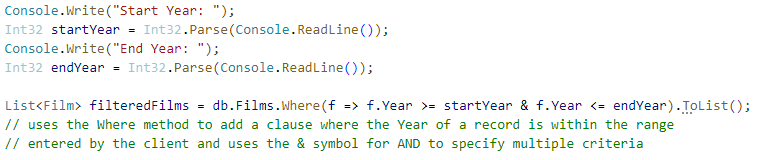 Console.Write("Start Year: ");
Int32 startYear = Int32.Parse(Console.ReadLine());
Console.Write("End Year: ");
Int32 endYear = Int32.Parse(Console.ReadLine());
List<Film> filteredFilms = db.Films.Where(f => f.Year >= startYear & f.Year <= endYear).ToList();
// uses the Where method to add a clause where the Year of a record is within the range
// entered by the client and uses the & symbol for AND to specify multiple criteria